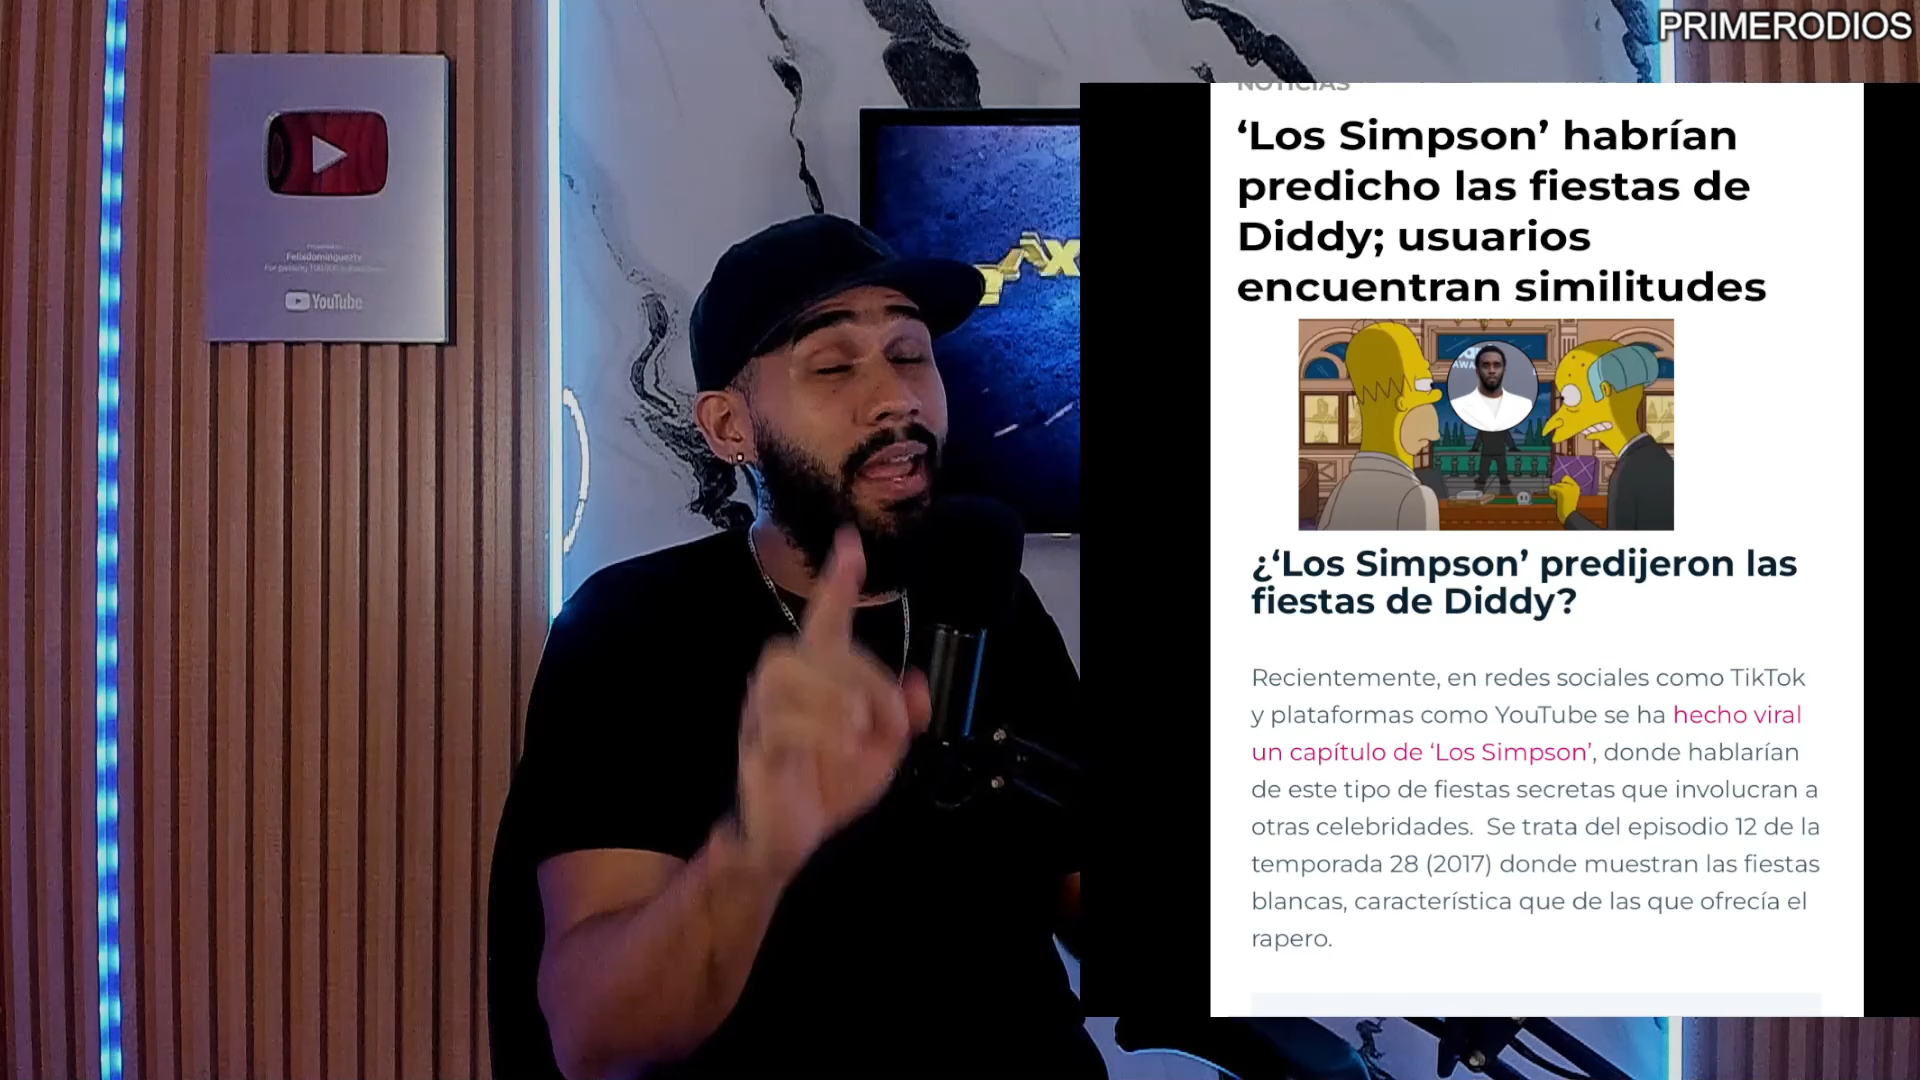 PRIMERODIOS
NOTICIAS
‘Los Simpson’ habrían
predicho las fiestas de
Diddy; usuarios
encuentran similitudes
AWA
¿‘Los Simpson’ predijeron las
fiestas de Diddy?
Recientemente, en redes sociales como TikTok
y plataformas como YouTube se ha hecho viral
un capítulo de ‘Los Simpson’, donde hablarían
de este tipo de fiestas secretas que involucran a
otras celebridades. Se trata del episodio 12 de la
temporada 28 (2017) donde muestran las fiestas
blancas, característica que de las que ofrecía el
rapero.
Felixdomingueztv
YouTube